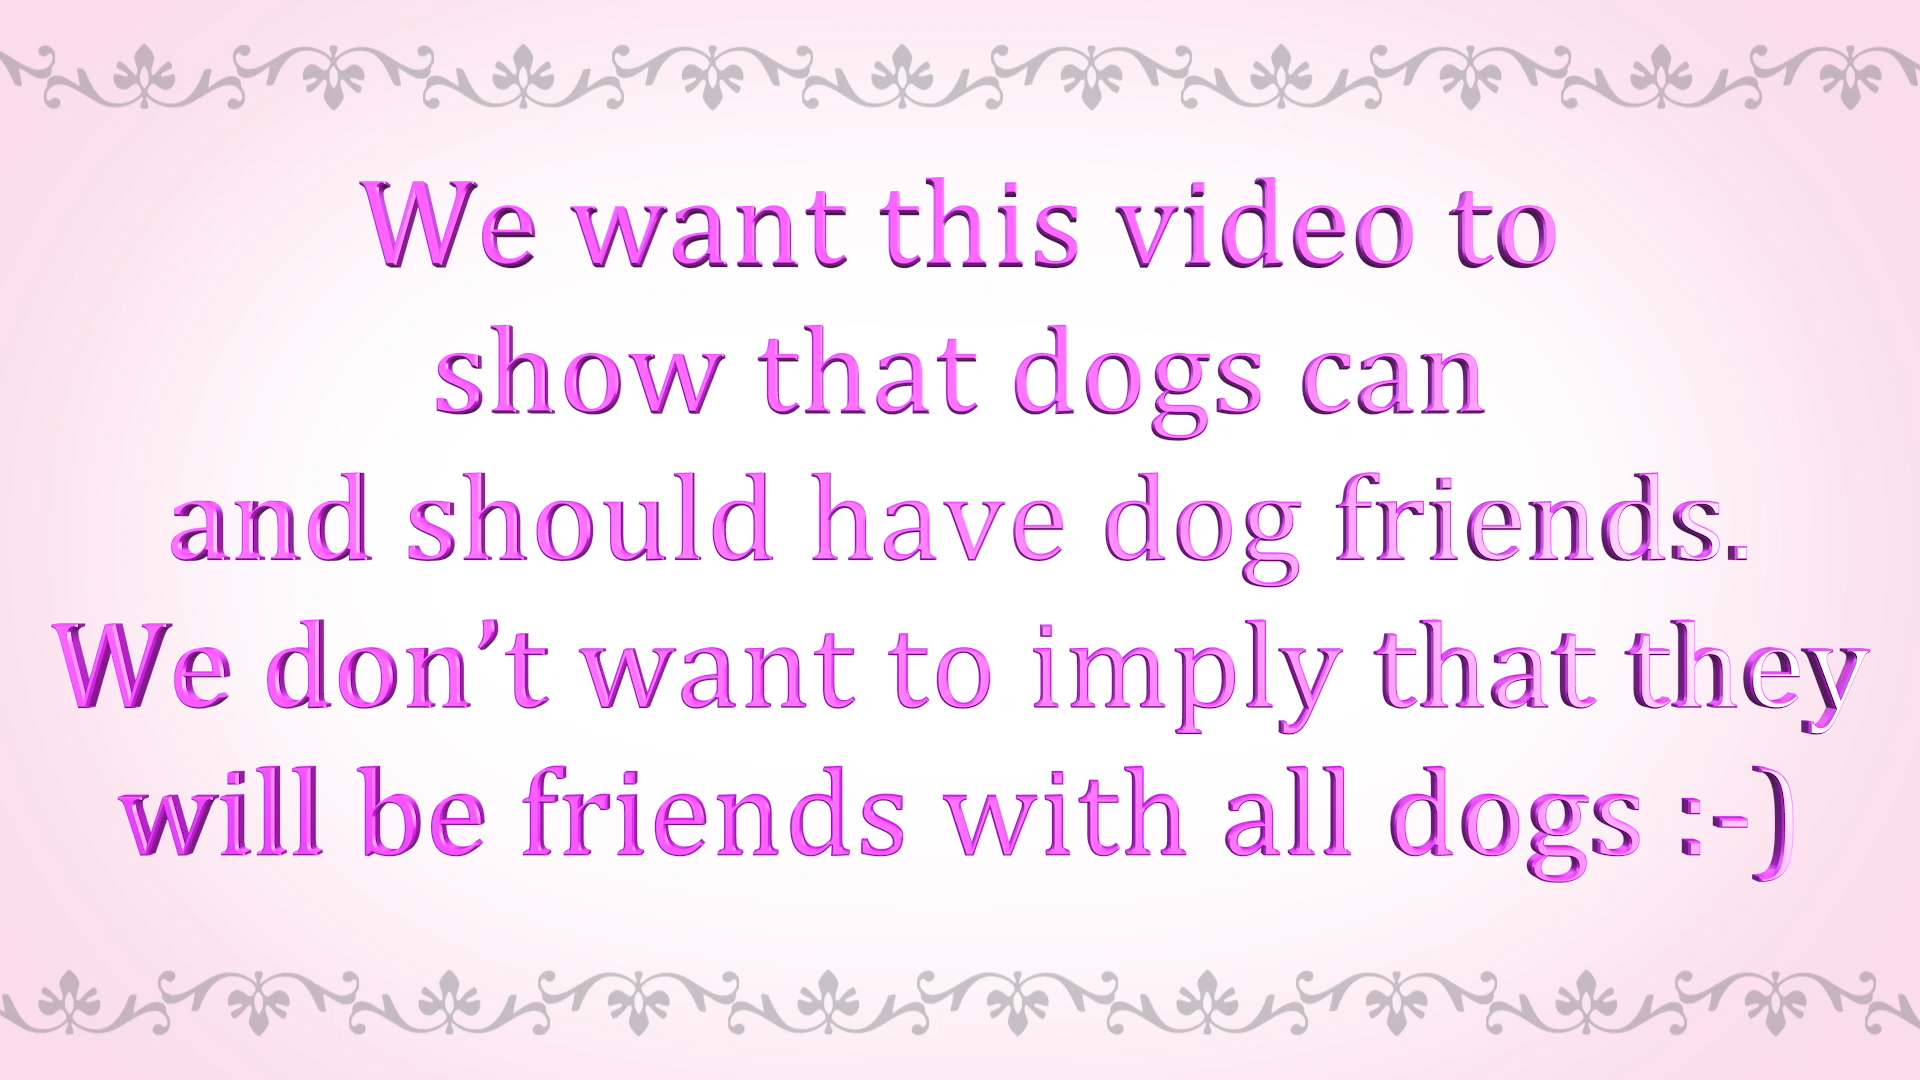 We want this video to
show that dogs can
and should have dog friends.
We don’t want to imply that they
will be friends with all dogs :-)